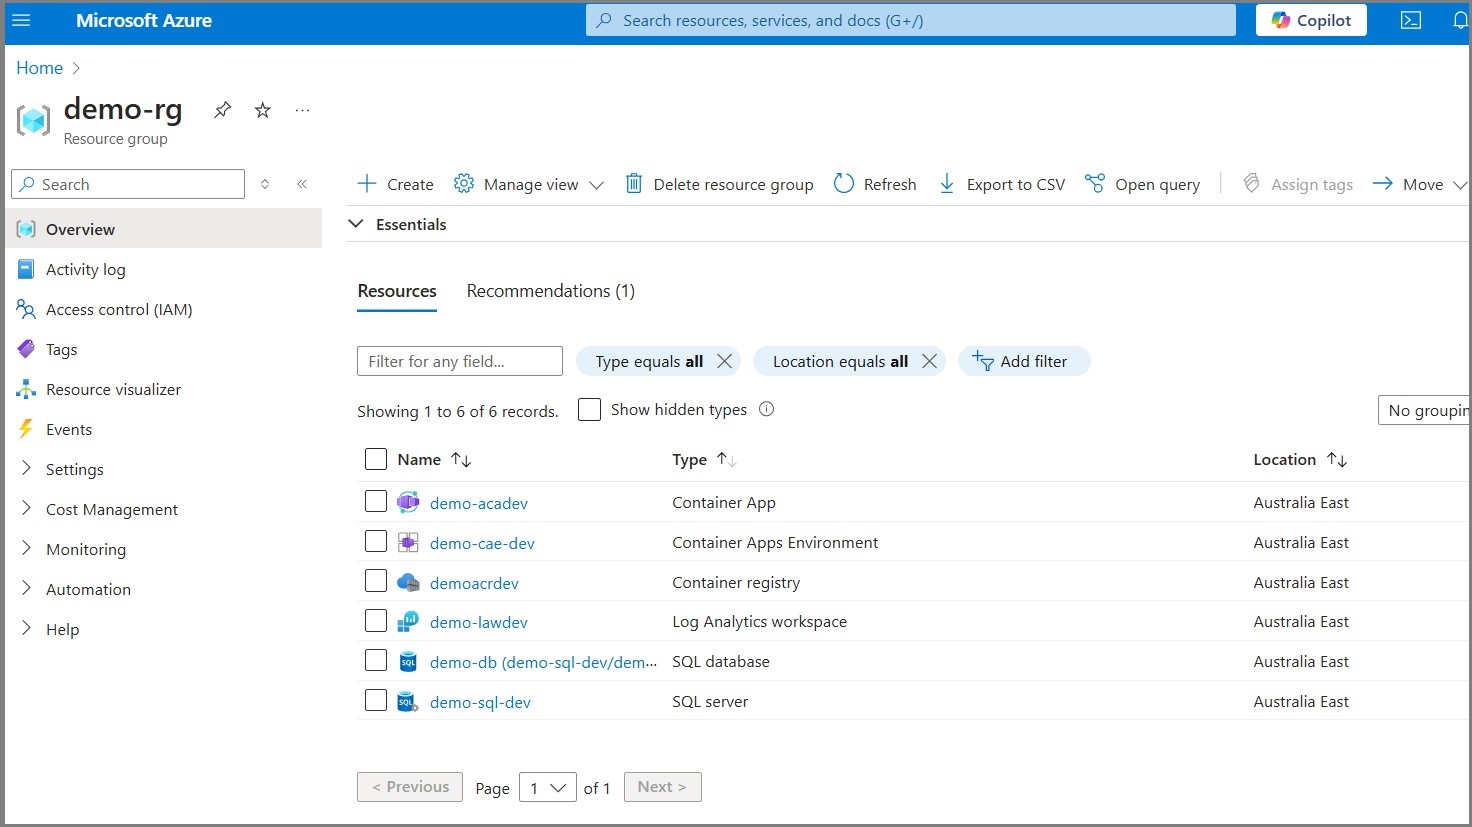 Microsoft Azure
Search resources, services, and docs (G+/)
Copilot
Home
demo-rg
Resource group
Search
Create
Manage view
Delete resource group
Refresh
Export to CSV
Open query
Assign tags
Move
Overview
Activity log
Access control (IAM)
Tags
Resource visualizer
Events
Settings
Cost Management
Monitoring
Automation
Help
Essentials
Resources
Recommendations (1)
Filter for any field...
Type equals all
Location equals all
Add filter
Showing 1 to 6 of 6 records.
Show hidden types
No groupin
Name
Type
Location
demo-acadev Container App Australia East
demo-cae-dev Container Apps Environment Australia East
demoacrdev Container registry Australia East
demo-lawdev Log Analytics workspace Australia East
demo-db (demo-sql-dev/dem... SQL database Australia East
demo-sql-dev SQL server Australia East
< Previous
Page 1 of 1
Next >